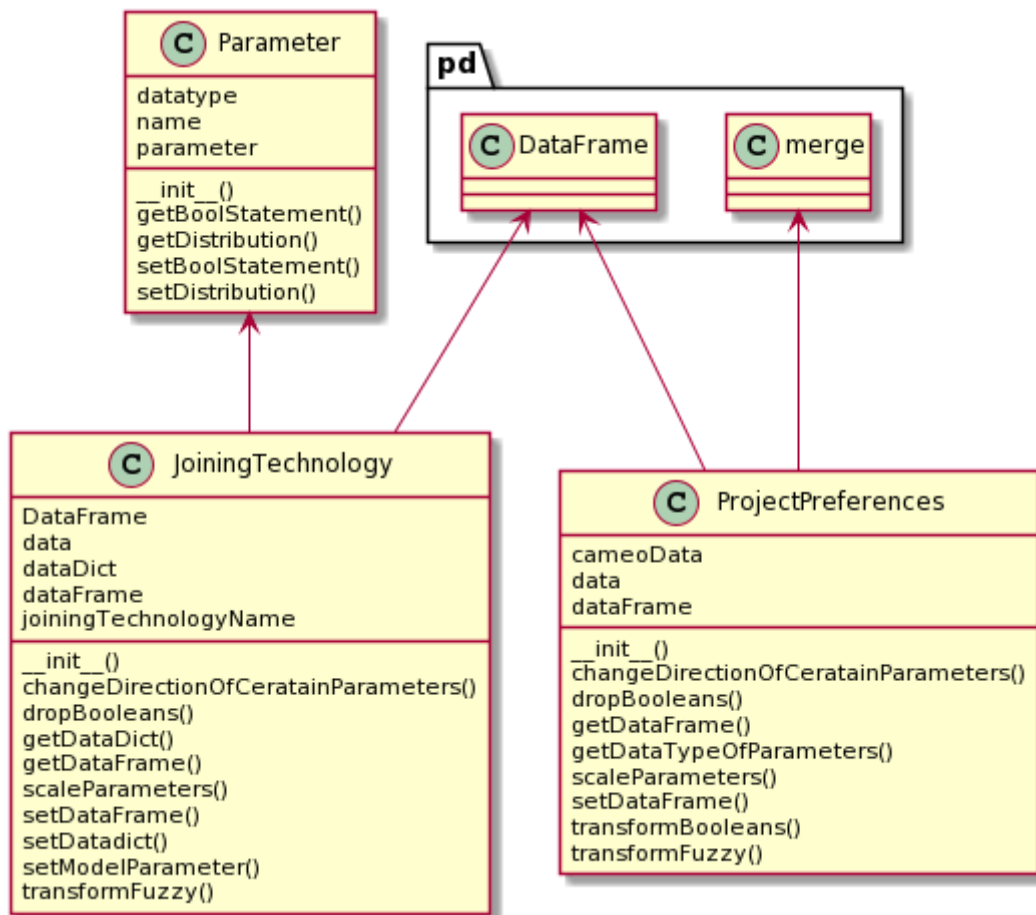 C Parameter
datatype
name
parameter
__init__()
getBoolStatement()
getDistribution()
setBoolStatement()
setDistribution()
pd
C DataFrame
C merge
C JoiningTechnology
DataFrame
data
dataDict
dataFrame
joiningTechnologyName
__init__()
changeDirectionOfCeratainParameters()
dropBooleans()
getDataDict()
getDataFrame()
scaleParameters()
setDataFrame()
setDatadict()
setModelParameter()
transformFuzzy()
C ProjectPreferences
cameoData
data
dataFrame
__init__()
changeDirectionOfCeratainParameters()
dropBooleans()
getDataFrame()
getDataTypeOfParameters()
scaleParameters()
setDataFrame()
transformBooleans()
transformFuzzy()